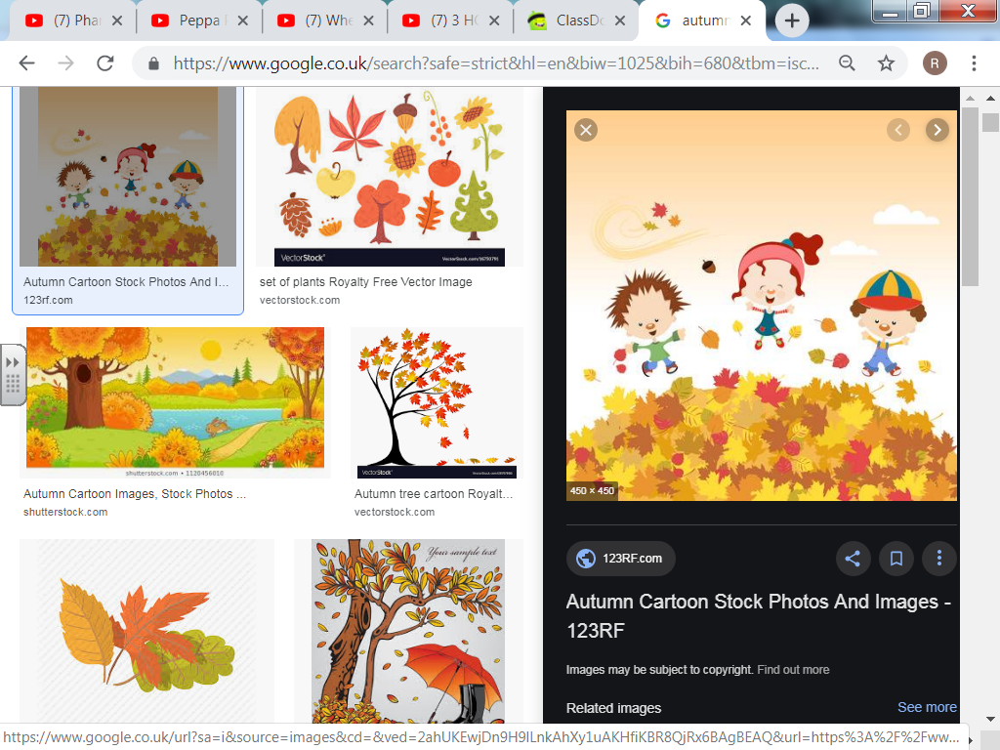 (7) Pha
Peppa
(7) Whe
(7) 3 HO
ClassDo
autumn
https://www.google.co.uk/search?safe=strict&hl=en&biw=1025&bih=680&tbm=isc...
R
Autumn Cartoon Stock Photos And I...
123rf.com
VectorStock
VectorStock.com/16793795
set of plants Royalty Free Vector Image
vectorstock.com
shutterstock.com • 1120456016
Autumn Cartoon Images, Stock Photos ...
shutterstock.com
VectorStock
Autumn tree cartoon Royalt...
vectorstock.com
Your sample text
450 × 450
123RF.com
Autumn Cartoon Stock Photos And Images -
123RF
Images may be subject to copyright. Find out more
Related images
See more
https://www.google.co.uk/url?sa=i&source=images&cd=&ved=2ahUKEwjDn9H9lLnkAhXy1uAKHfiKBR8QjRx6BAgBEAQ&url=https%3A%2F%2Fww...